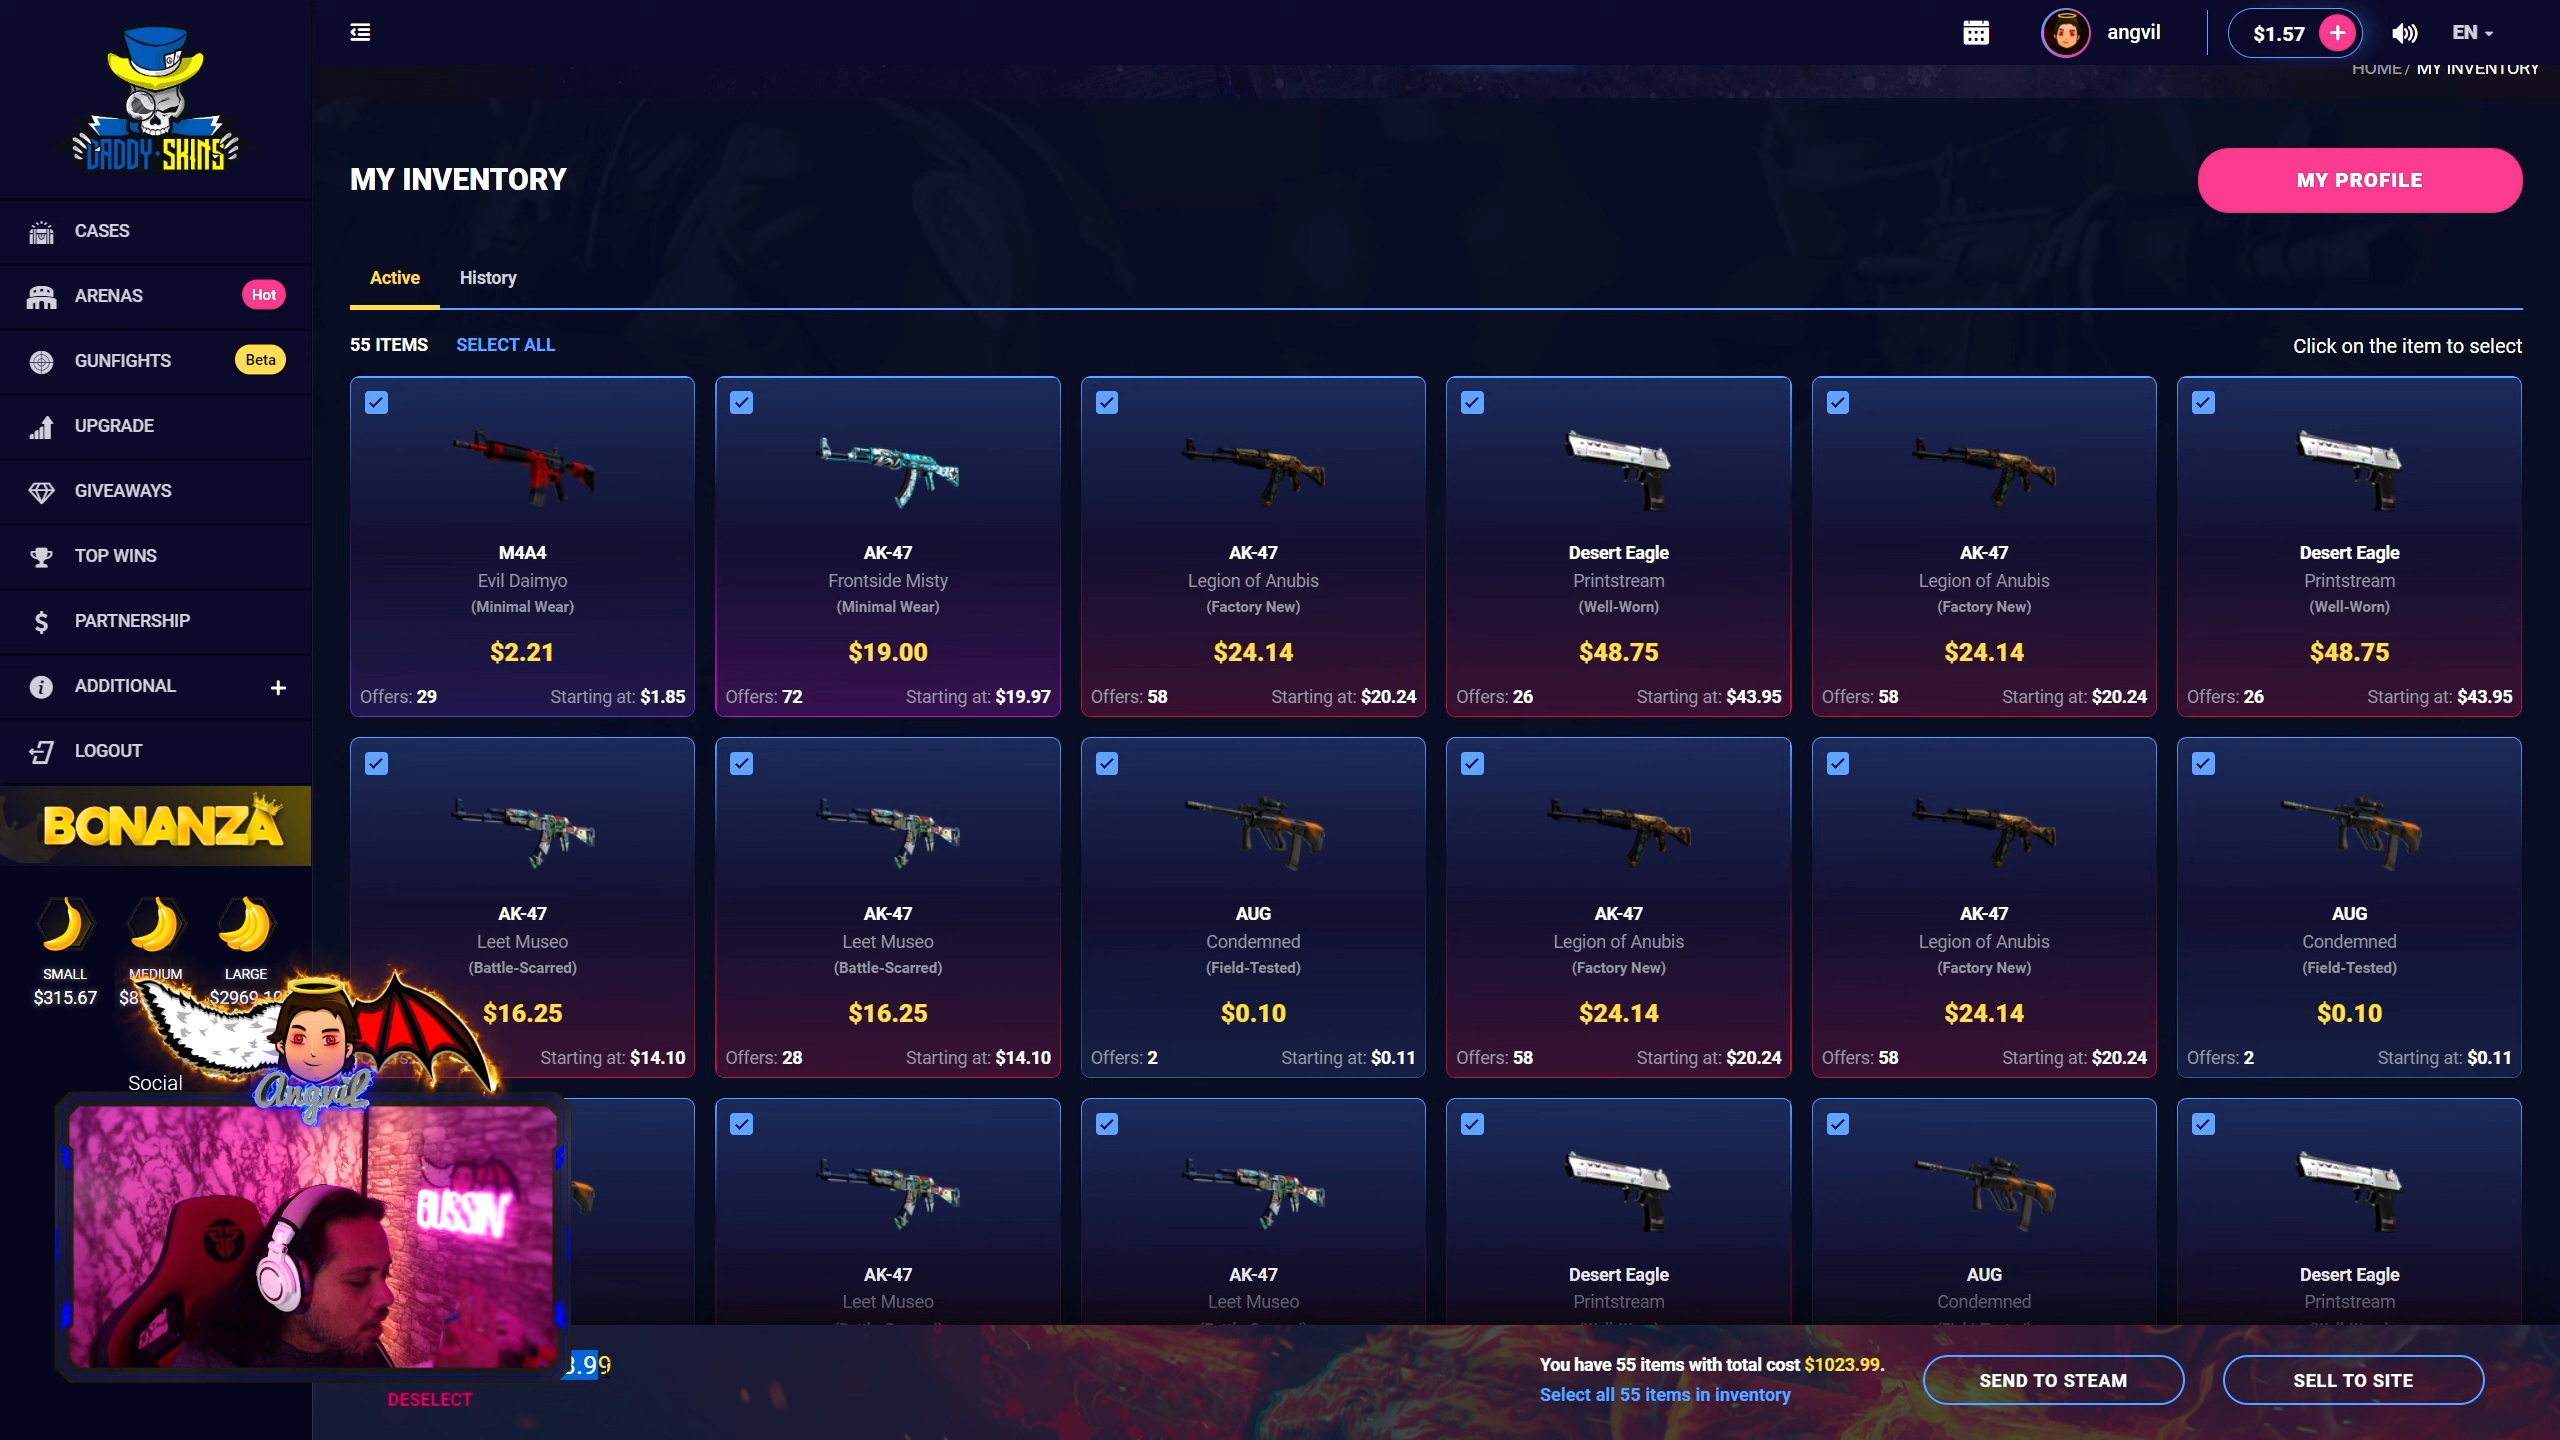 angvil
$1.57
EN
HOME / MY INVENTORY
DADDY·SKINS
CASES
ARENAS
Hot
GUNFIGHTS
Beta
UPGRADE
GIVEAWAYS
TOP WINS
PARTNERSHIP
$
ADDITIONAL
LOGOUT
BONANZA
SMALL
MEDIUM
LARGE
$315.67
Social
angvil
BUSSIN'
MY INVENTORY
MY PROFILE
Active
History
55 ITEMS
SELECT ALL
Click on the item to select
M4A4
Evil Daimyo
(Minimal Wear)
$2.21
Offers: 29
Starting at: $1.85
AK-47
Frontside Misty
(Minimal Wear)
$19.00
Offers: 72
Starting at: $19.97
AK-47
Legion of Anubis
(Factory New)
$24.14
Offers: 58
Starting at: $20.24
Desert Eagle
Printstream
(Well-Worn)
$48.75
Offers: 26
Starting at: $43.95
AK-47
Legion of Anubis
(Factory New)
$24.14
Offers: 58
Starting at: $20.24
Desert Eagle
Printstream
(Well-Worn)
$48.75
Offers: 26
Starting at: $43.95
AK-47
Leet Museo
(Battle-Scarred)
$16.25
Starting at: $14.10
AK-47
Leet Museo
(Battle-Scarred)
$16.25
Offers: 28
Starting at: $14.10
AUG
Condemned
(Field-Tested)
$0.10
Offers: 2
Starting at: $0.11
AK-47
Legion of Anubis
(Factory New)
$24.14
Offers: 58
Starting at: $20.24
AK-47
Legion of Anubis
(Factory New)
$24.14
Offers: 58
Starting at: $20.24
AUG
Condemned
(Field-Tested)
$0.10
Offers: 2
Starting at: $0.11
AK-47
Leet Museo
AK-47
Leet Museo
Desert Eagle
Printstream
AUG
Condemned
Desert Eagle
Printstream
3.99
DESELECT
You have 55 items with total cost $1023.99.
Select all 55 items in inventory
SEND TO STEAM
SELL TO SITE